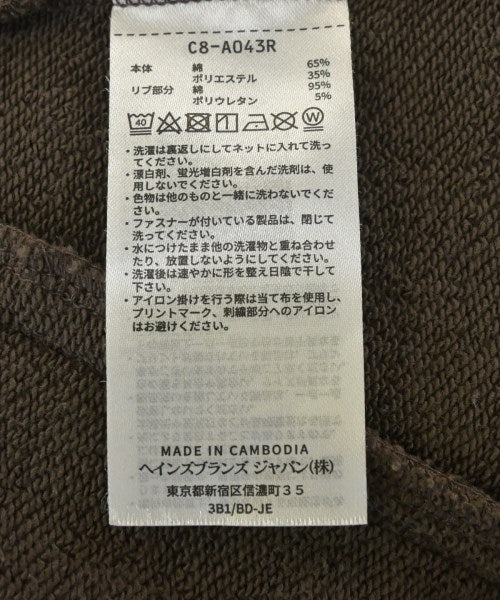 C8-A043R
本体 綿 65%
ポリエステル 35%
リブ部分 綿 95%
ポリウレタン 5%
40 W
・洗濯は裏返しにしてネットに入れて洗っ
てください。
・漂白剤、蛍光増白剤を含んだ洗剤は、使
用しないでください。
・色物は他のものと一緒に洗わないでくだ
さい。
・ファスナーが付いている製品は、閉じて
洗ってください。
・水につけたまま他の洗濯物と重ね合わせ
たり、放置しないようにしてください。
・洗濯後は速やかに形を整え日陰で干して
下さい。
・アイロン掛けを行う際は当て布を使用し、
プリントマーク、刺繍部分へのアイロン
はお避けください。
MADE IN CAMBODIA
ヘインズブランズ ジャパン(株)
東京都新宿区信濃町35
3B1/BD-JE